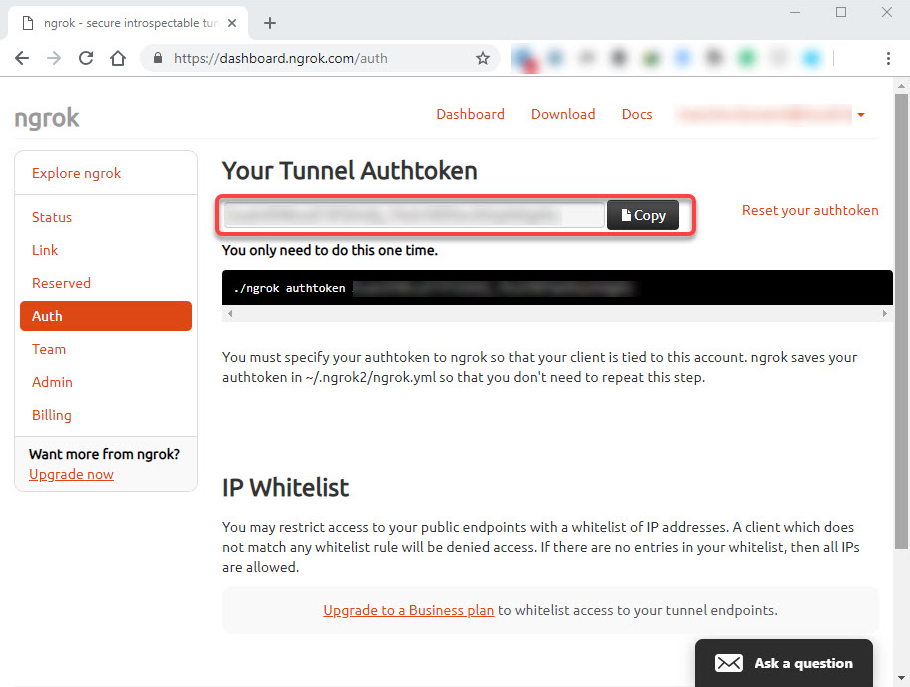 ngrok - secure introspectable tun
https://dashboard.ngrok.com/auth
ngrok
Dashboard
Download
Docs
Explore ngrok
Status
Link
Reserved
Auth
Team
Admin
Billing
Want more from ngrok?
Upgrade now
Your Tunnel Authtoken
Copy
Reset your authtoken
You only need to do this one time.
./ngrok authtoken
You must specify your authtoken to ngrok so that your client is tied to this account. ngrok saves your
authtoken in ~/.ngrok2/ngrok.yml so that you don't need to repeat this step.
IP Whitelist
You may restrict access to your public endpoints with a whitelist of IP addresses. A client which does
not match any whitelist rule will be denied access. If there are no entries in your whitelist, then all IPs
are allowed.
Upgrade to a Business plan to whitelist access to your tunnel endpoints.
Ask a question